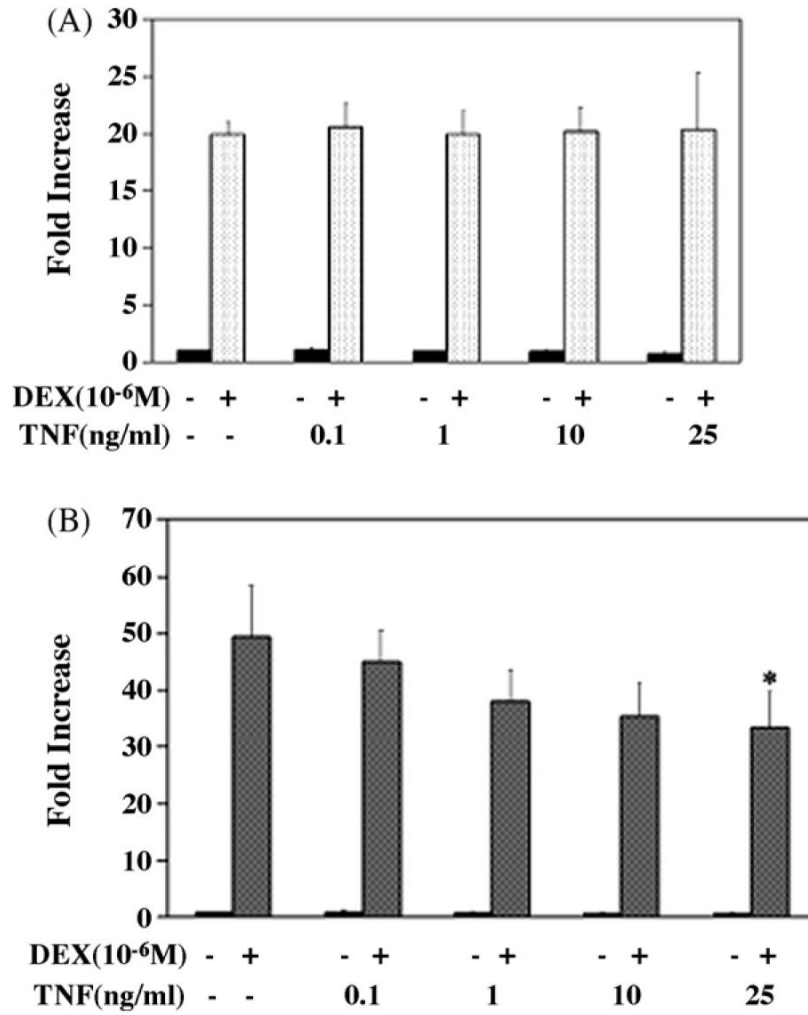 (A)
30
25
20
15
10
5
0
Fold Increase
DEX(10-6M) - + - + - + - + - +
TNF(ng/ml) - - 0.1 1 10 25
(B)
70
60
50
40
30
20
10
0
Fold Increase
*
DEX(10-6M) - + - + - + - + - +
TNF(ng/ml) - - 0.1 1 10 25